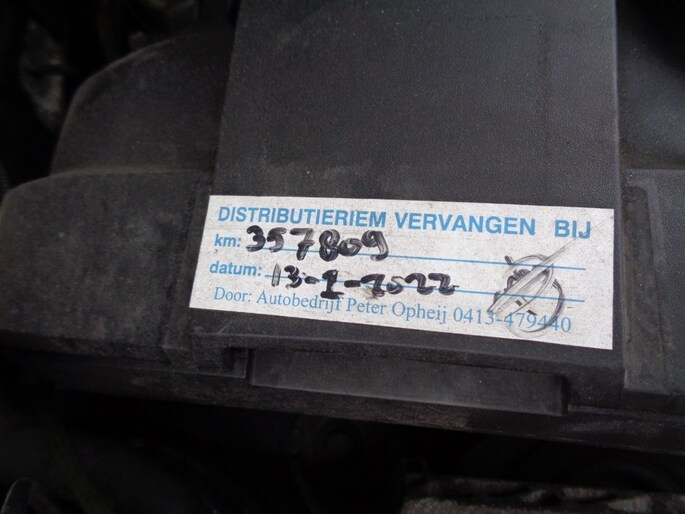 DISTRIBUTIERIEM VERVANGEN BIJ
km: 357809
datum: 13-1-2022
Door: Autobedrijf Peter Opheij 0413-479440